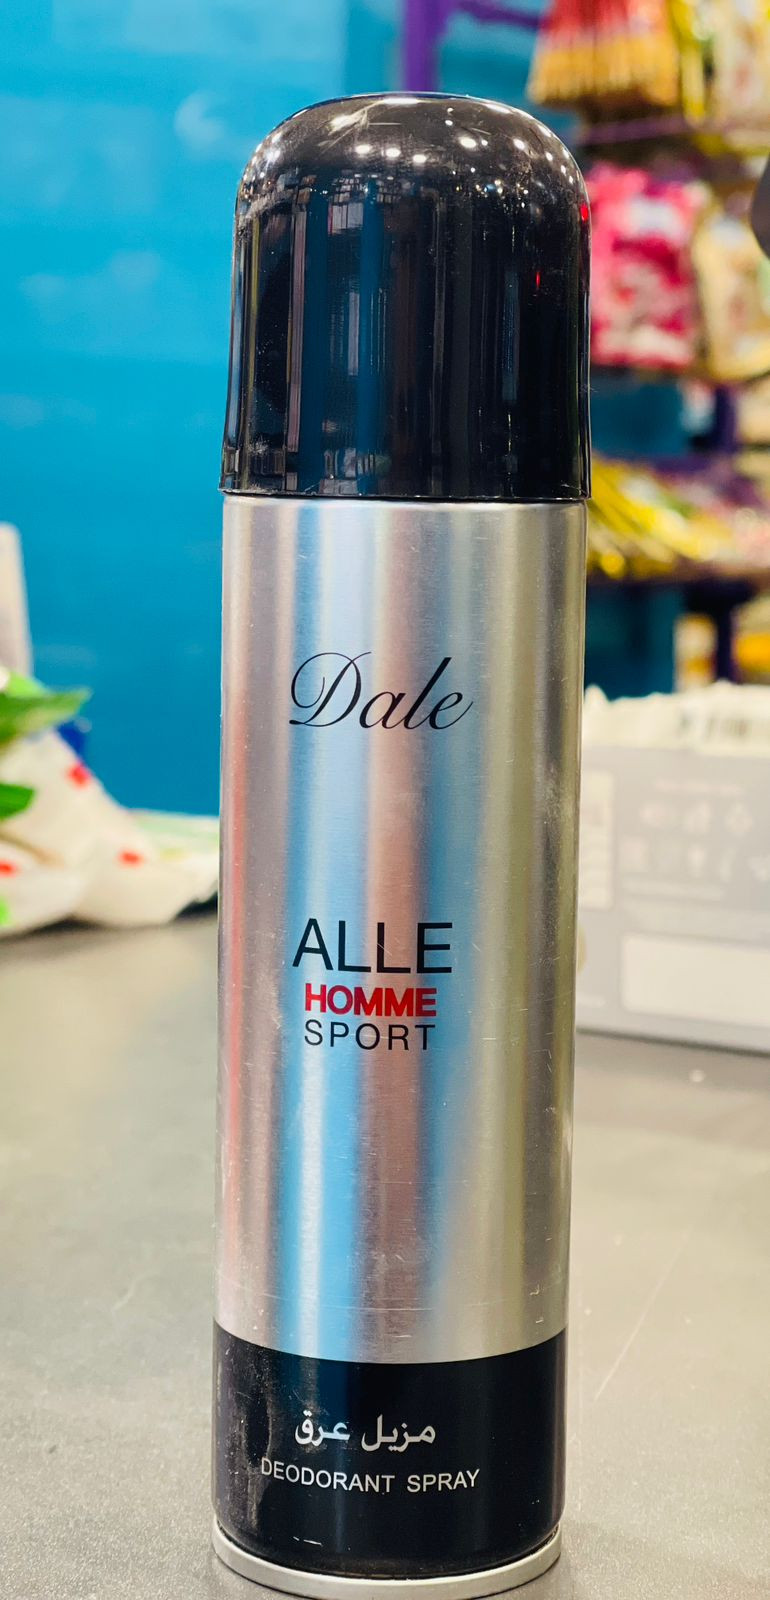 Dale
ALLE
HOMME
SPORT
مزيل عرق
DEODORANT SPRAY